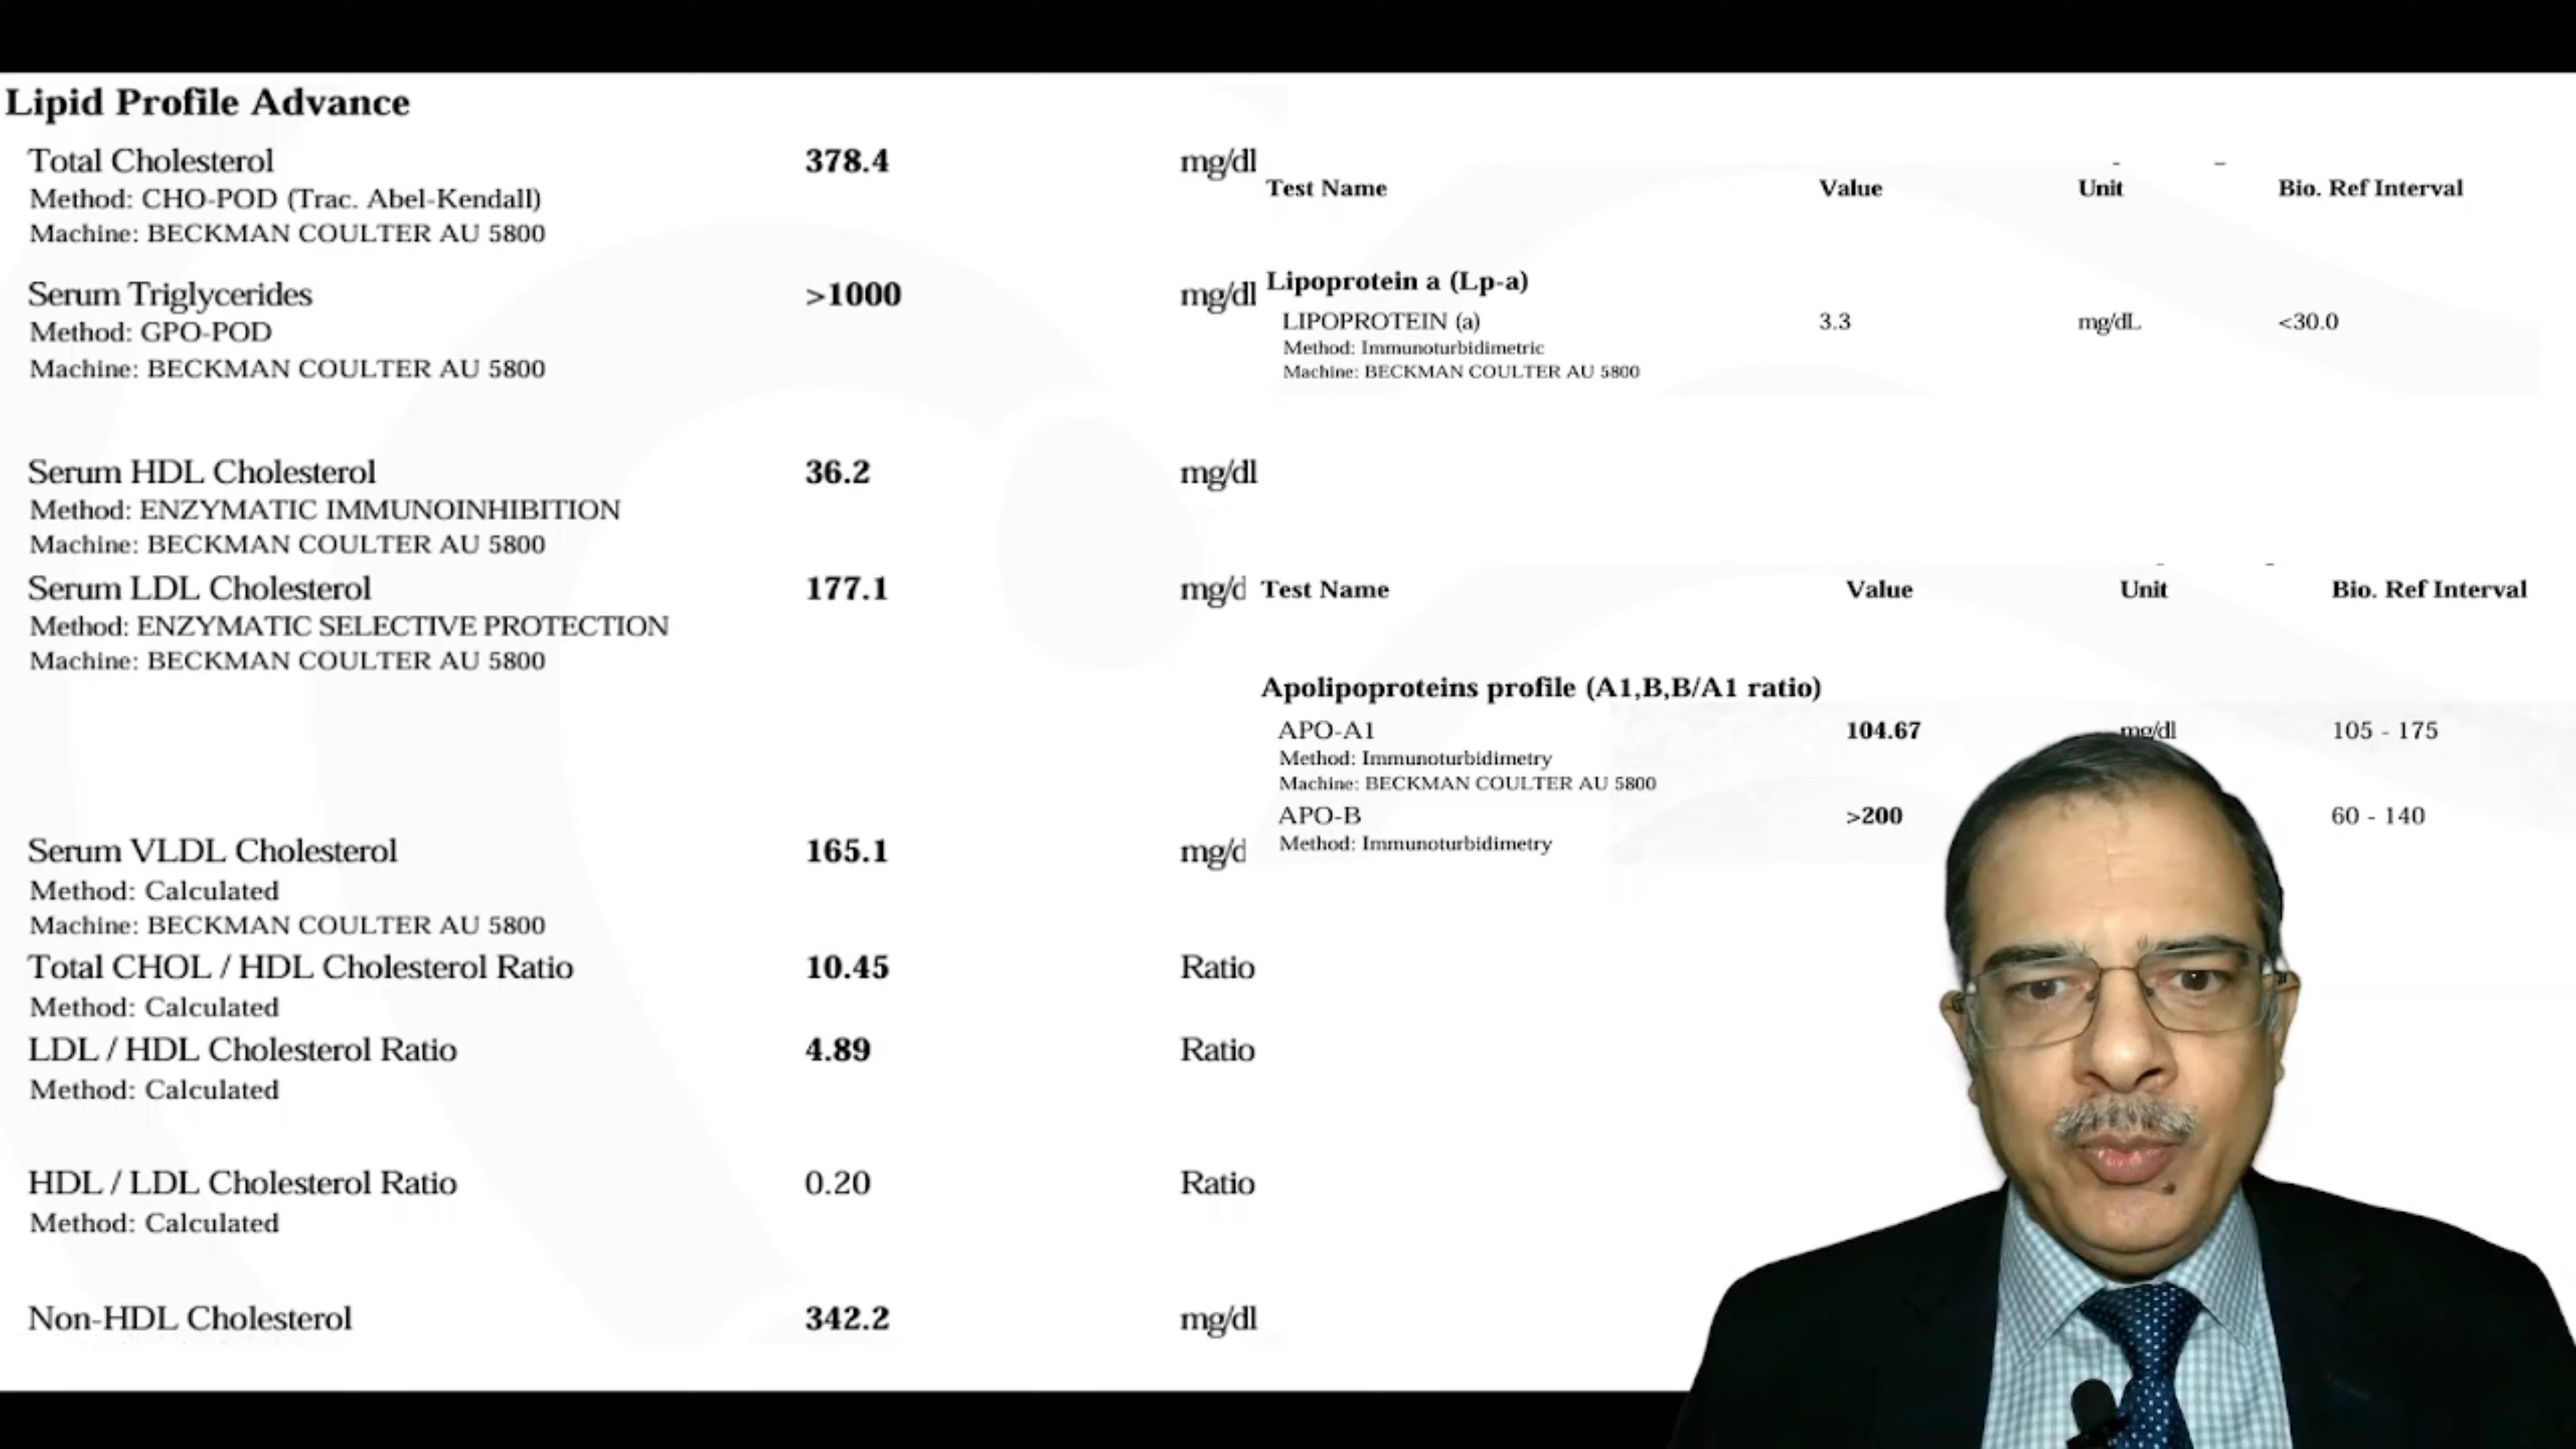 Lipid Profile Advance
Total Cholesterol 378.4 mg/dl
Method: CHO-POD (Trac. Abel-Kendall)
Machine: BECKMAN COULTER AU 5800
Serum Triglycerides >1000 mg/dl
Method: GPO-POD
Machine: BECKMAN COULTER AU 5800
Serum HDL Cholesterol 36.2 mg/dl
Method: ENZYMATIC IMMUNOINHIBITION
Machine: BECKMAN COULTER AU 5800
Serum LDL Cholesterol 177.1 mg/d
Method: ENZYMATIC SELECTIVE PROTECTION
Machine: BECKMAN COULTER AU 5800
Serum VLDL Cholesterol 165.1 mg/d
Method: Calculated
Machine: BECKMAN COULTER AU 5800
Total CHOL / HDL Cholesterol Ratio 10.45 Ratio
Method: Calculated
LDL / HDL Cholesterol Ratio 4.89 Ratio
Method: Calculated
HDL / LDL Cholesterol Ratio 0.20 Ratio
Method: Calculated
Non-HDL Cholesterol 342.2 mg/dl
Test Name Value Unit Bio. Ref Interval
Lipoprotein a (Lp-a)
LIPOPROTEIN (a) 3.3 mg/dL <30.0
Method: Immunoturbidimetric
Machine: BECKMAN COULTER AU 5800
Test Name Value Unit Bio. Ref Interval
Apolipoproteins profile (A1,B,B/A1 ratio)
APO-A1 104.67 mg/dl 105 - 175
Method: Immunoturbidimetry
Machine: BECKMAN COULTER AU 5800
APO-B >200 60 - 140
Method: Immunoturbidimetry